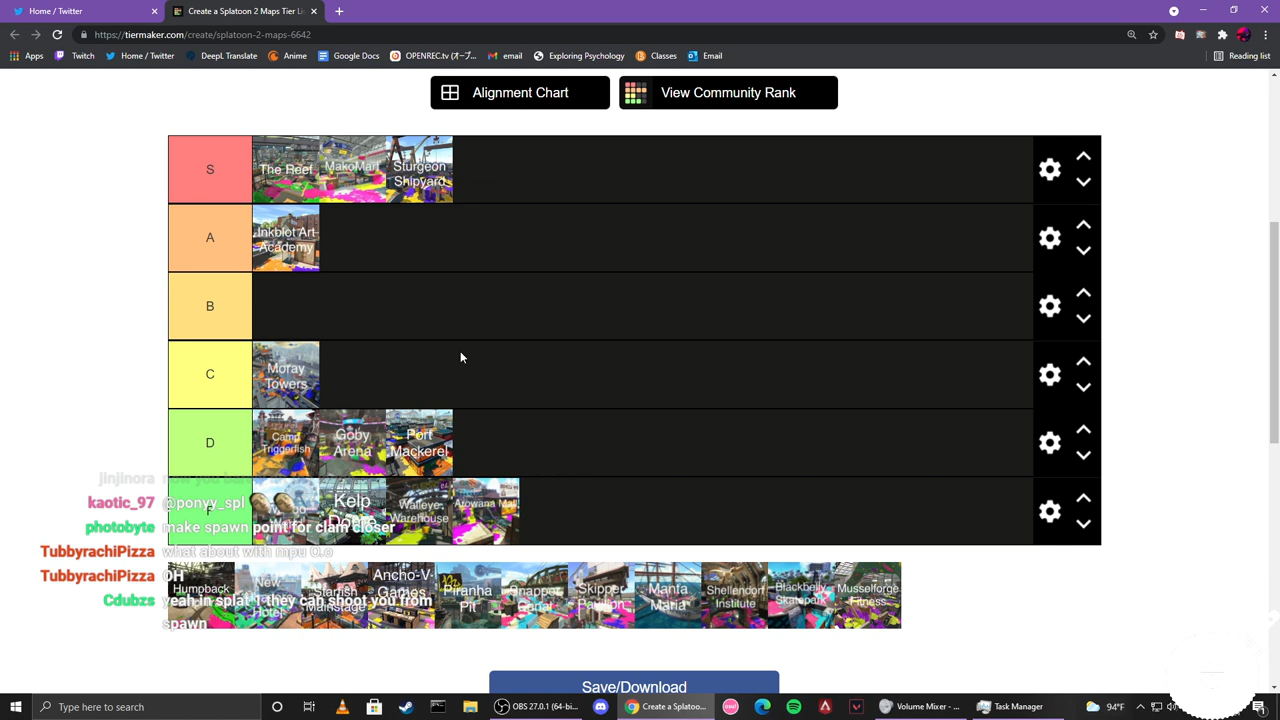 Home / Twitter
Create a Splatoon 2 Maps Tier Li
https://tiermaker.com/create/splatoon-2-maps-6642
Apps
Twitch
Home / Twitter
DeepL Translate
Anime
Google Docs
OPENREC.tv
email
Exploring Psychology
Classes
Email
Reading list
Alignment Chart
View Community Rank
S
The Reef
MakoMart
Sturgeon
Shipyard
A
Inkblot Art
Academy
B
C
Moray
Towers
D
Camp
Triggerfish
Goby
Arena
Port
Mackerel
jinjinora
kaotic_97 @ponyy_spl
Kelp
Walleye
Warehouse
Arowana Mall
photobyte make spawn point for clam closer
TubbyrachiPizza what about with mpu O.o
TubbyrachiPizza OH
Cdubzs yeah in splat 1 they can shoot you from
spawn
Humpback
New
Hotel
Starfish
Mainstage
Ancho-V
Games
Piranha
Pit
Snapper
Canal
Skipper
Pavilion
Manta
Maria
Shellendorf
Institute
Blackbelly
Skatepark
Musselforge
Fitness
Save/Download
Type here to search
OBS 27.0.1 (64-bi...
Create a Splatoo...
Volume Mixer - ...
Task Manager
94°F